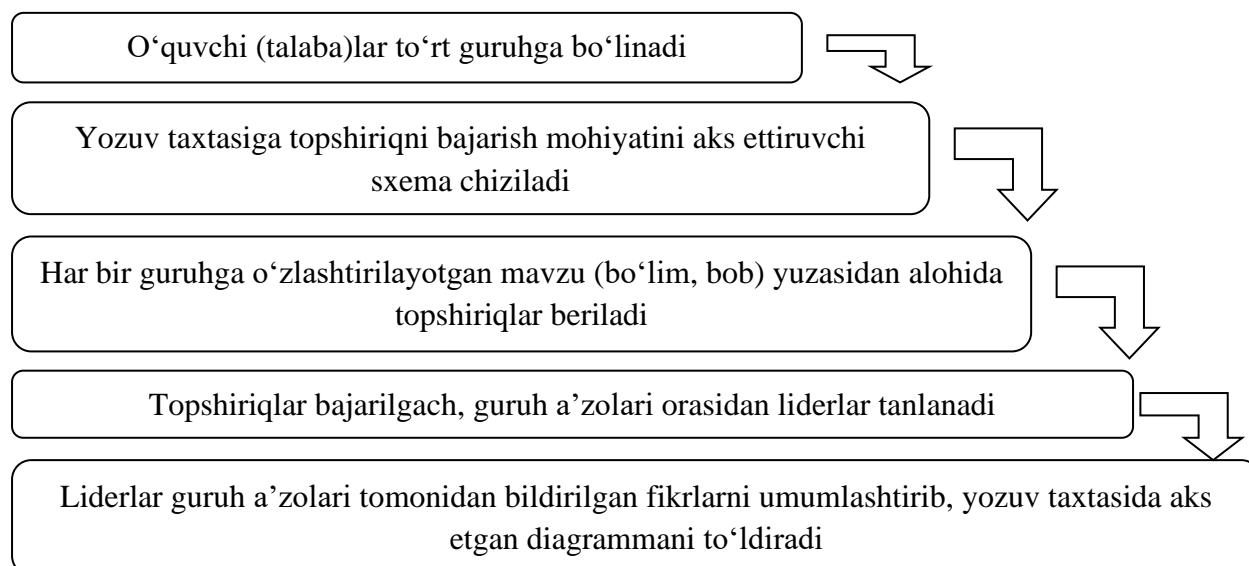 O‘quvchi (talaba)lar to‘rt guruhga bo‘linadi
Yozuv taxtasiga topshiriqni bajarish mohiyatini aks ettiruvchi
sxema chiziladi
Har bir guruhga o‘zlashtirilayotgan mavzu (bo‘lim, bob) yuzasidan alohida
topshiriqlar beriladi
Topshiriqlar bajarilgach, guruh a’zolari orasidan liderlar tanlanadi
Liderlar guruh a’zolari tomonidan bildirilgan fikrlarni umumlashtirib, yozuv taxtasida aks
etgan diagrammani to‘ldiradi